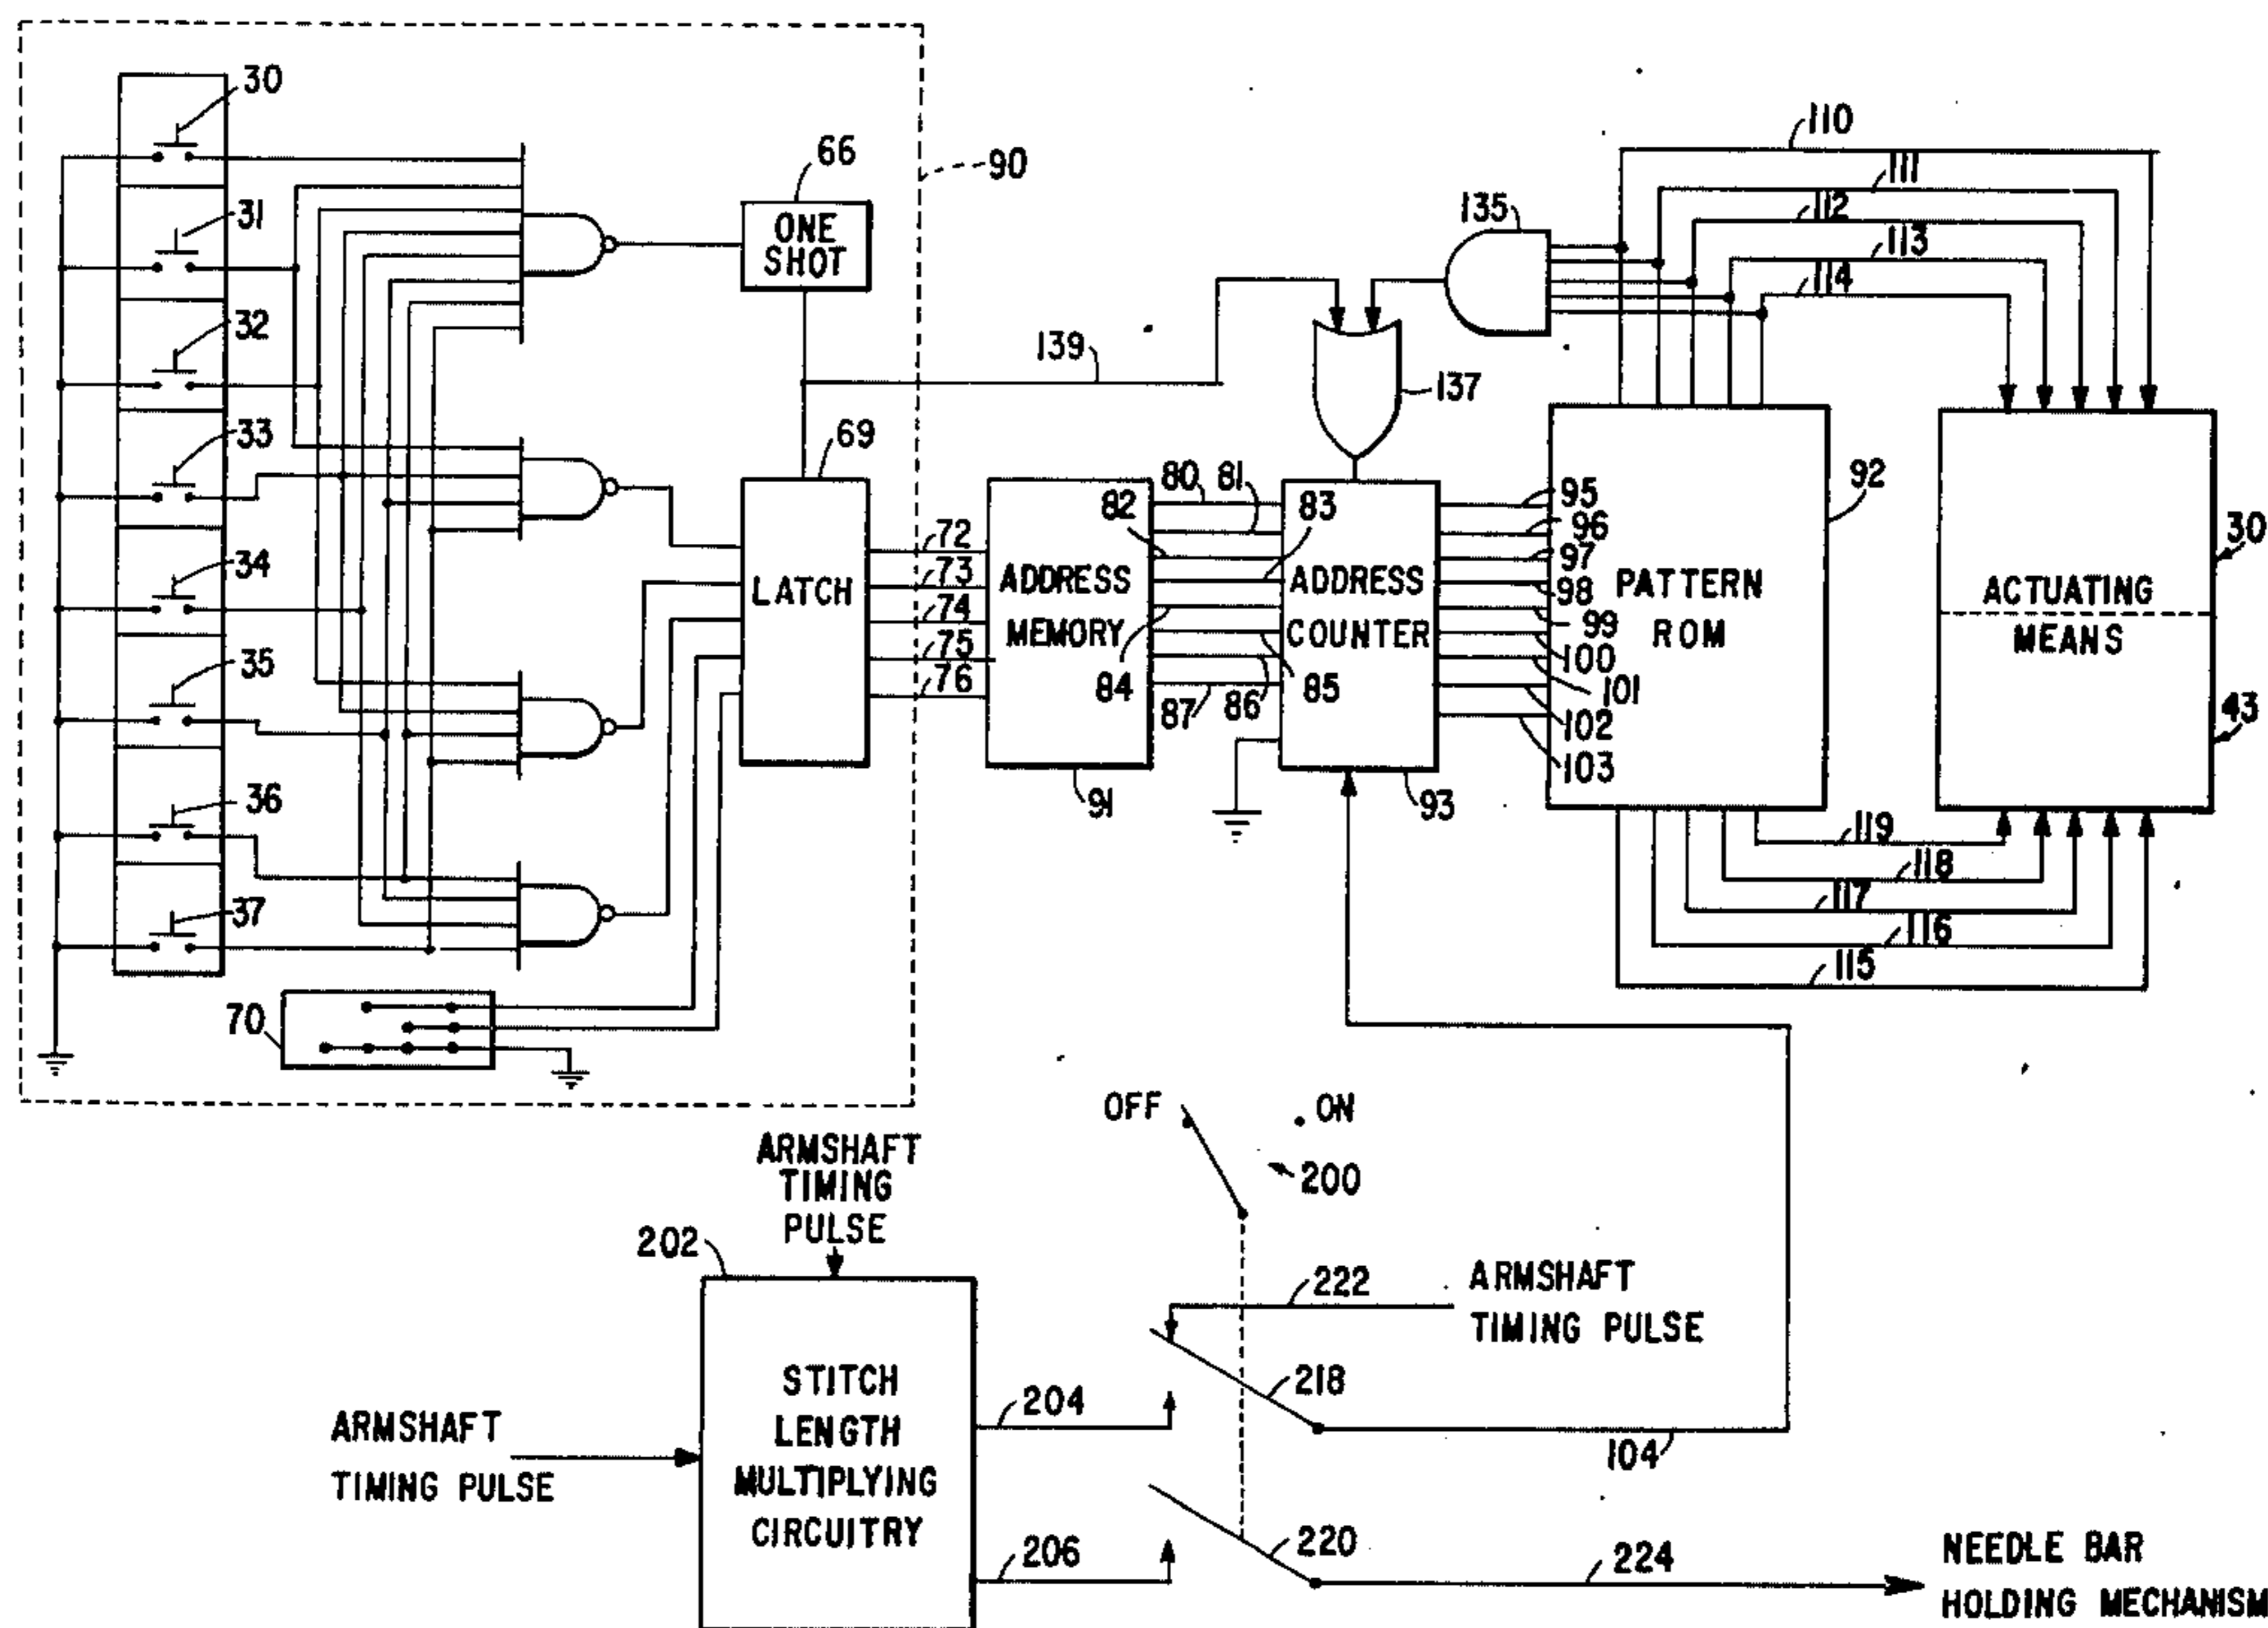 30
31
32
33
34
35
36
37
70
66
ONE
SHOT
90
69
LATCH
72
73
74
75
76
139
ADDRESS
MEMORY
91
80
81
82
83
84
85
86
87
ADDRESS
COUNTER
93
137
135
110
111
112
113
114
95
96
97
98
99
100
101
102
103
PATTERN
ROM
92
ACTUATING
MEANS
30
43
119
118
117
116
115
OFF
ON
200
ARMSHAFT
TIMING
PULSE
202
ARMSHAFT
TIMING PULSE
STITCH
LENGTH
MULTIPLYING
CIRCUITRY
204
206
222
ARMSHAFT
TIMING PULSE
218
104
220
224
NEEDLE BAR
HOLDING MECHANISM